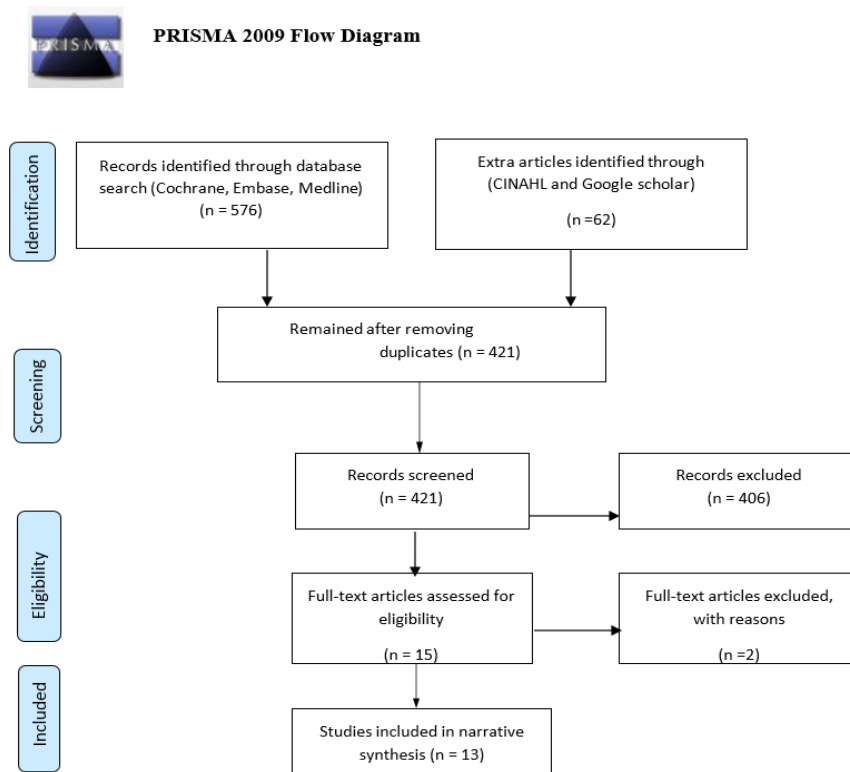 PRISMA
PRISMA 2009 Flow Diagram
Identification
Records identified through database
search (Cochrane, Embase, Medline)
(n = 576)
Extra articles identified through
(CINAHL and Google scholar)
(n =62)
Remained after removing
duplicates (n = 421)
Screening
Records screened
(n = 421)
Records excluded
(n = 406)
Eligibility
Full-text articles assessed for
eligibility
(n = 15)
Full-text articles excluded,
with reasons
(n =2)
Included
Studies included in narrative
synthesis (n = 13)